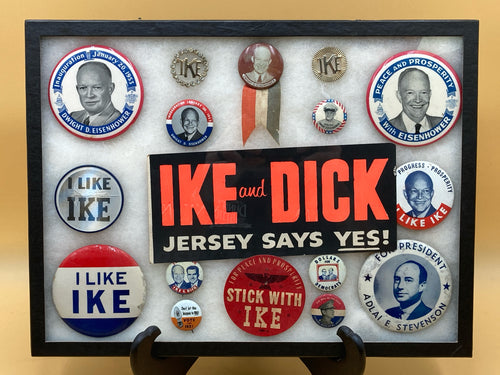 Inauguration January 20, 1953
DWIGHT D. EISENHOWER
IKE
IKE
PEACE AND PROSPERITY
With EISENHOWER
I LIKE
IKE
IKE and DICK
JERSEY SAYS YES!
PROGRESS · PROSPERITY
I LIKE IKE
I LIKE
IKE
FOR PEACE AND PROSPERITY
STICK WITH
IKE
DOLLARS FOR
DEMOCRATS
FOR PRESIDENT
ADLAI E. STEVENSON